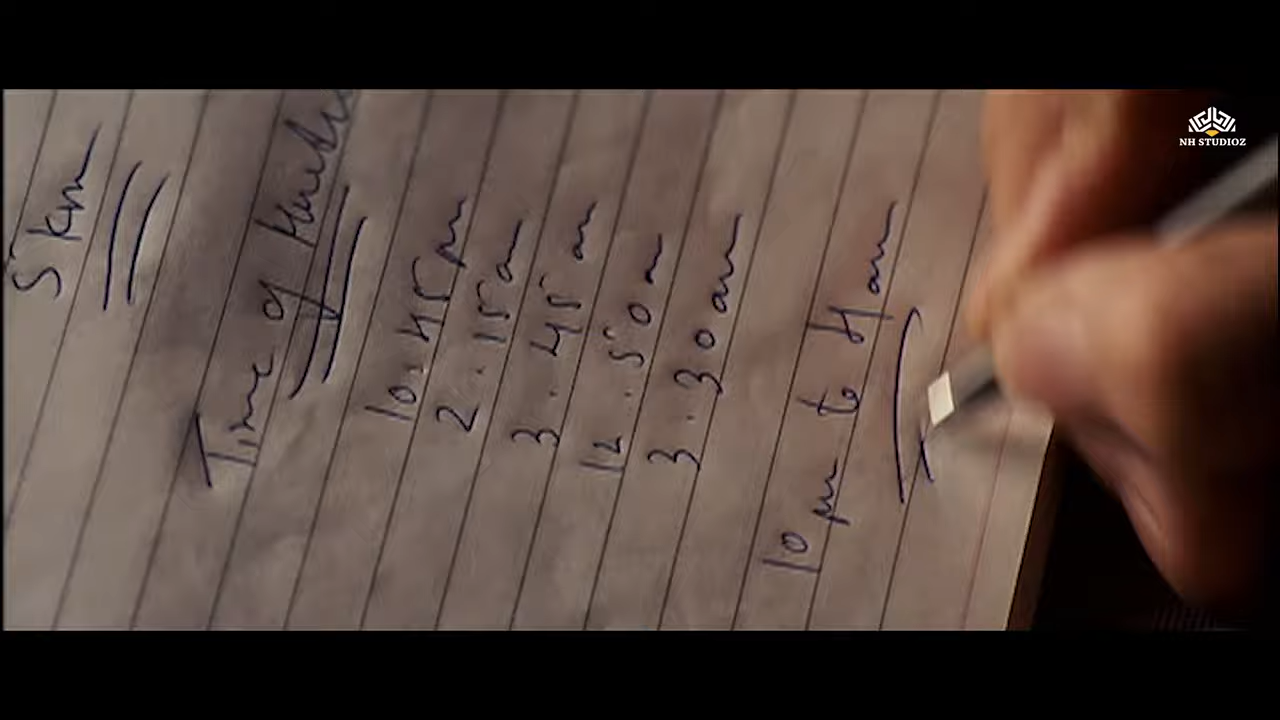 5 km
Time of
10.45 pm
2.15 am
3.45 am
12.50 am
3.30 am
10 pm to 4 am
NH STUDIOZ